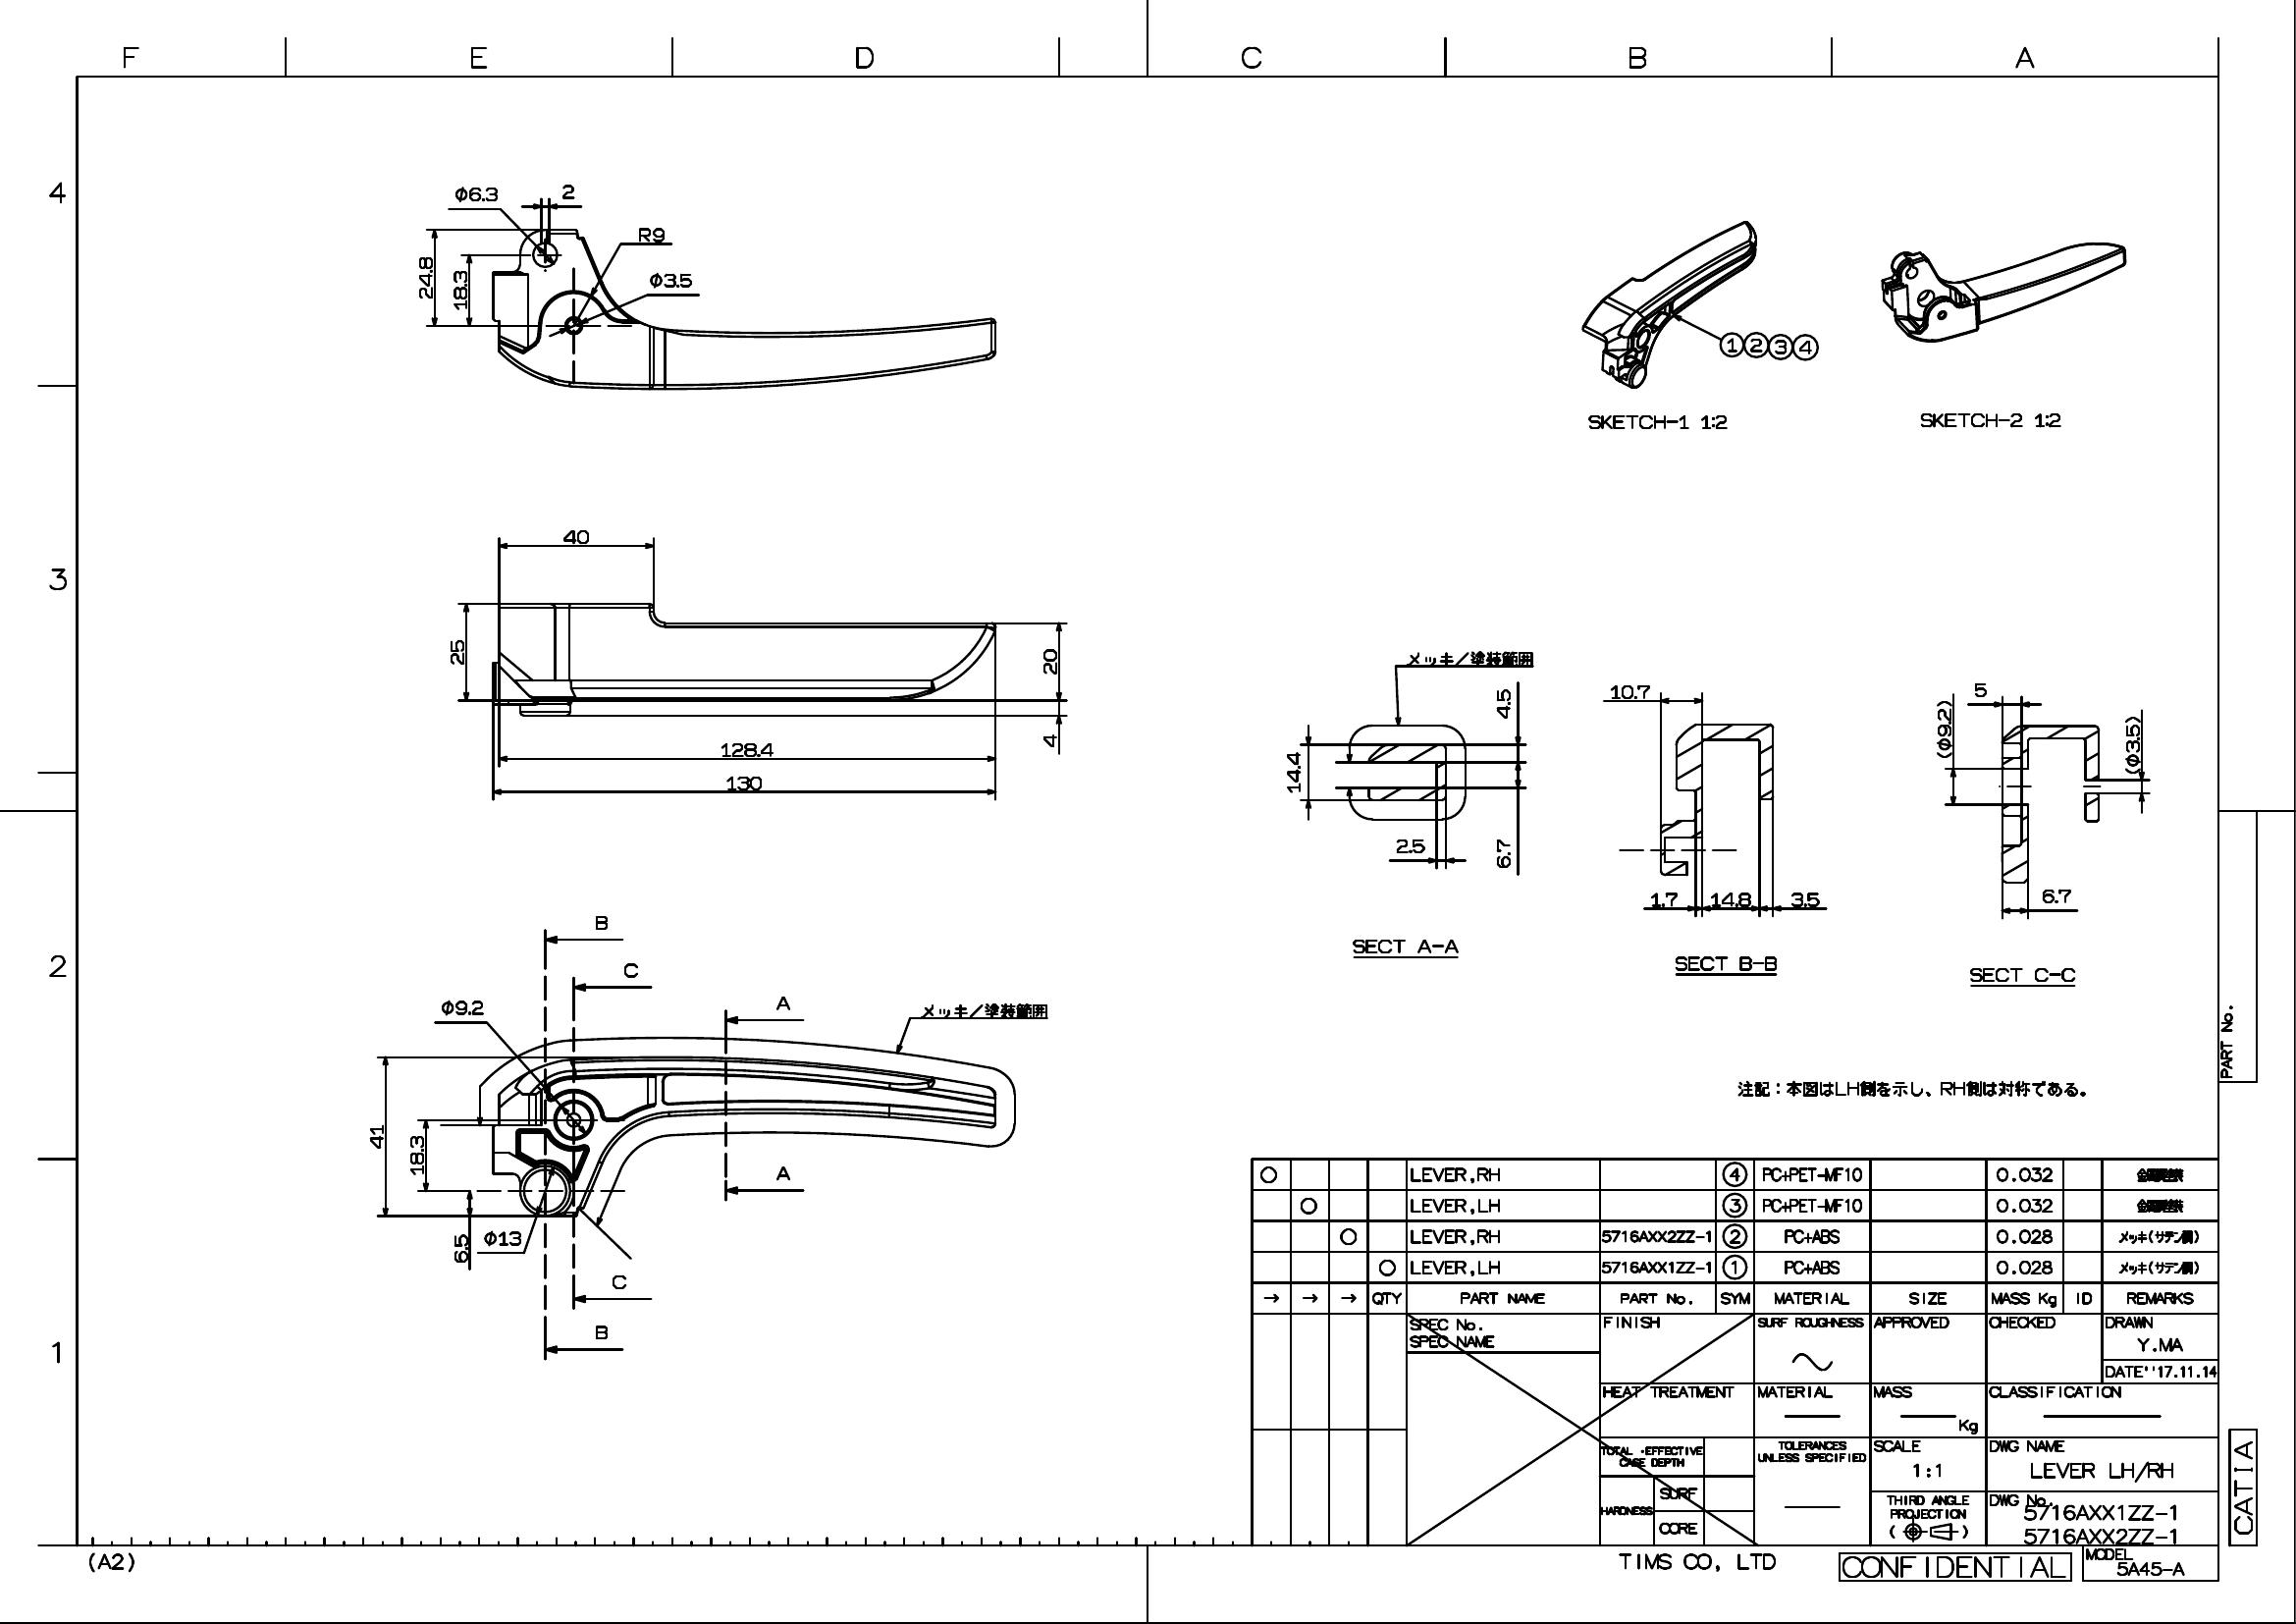 F E D C B A
4
3
2
1
φ6.3
2
R9
φ3.5
24.8
18.3
SKETCH-1 1:2
SKETCH-2 1:2
①②③④
40
25
20
4
128.4
130
メッキ/塗装範囲
4.5
14.4
2.5
6.7
SECT A-A
10.7
1.7
14.8
3.5
SECT B-B
5
(φ9.2)
(φ3.5)
6.7
SECT C-C
B
C
A
φ9.2
メッキ/塗装範囲
41
18.3
6.5
φ13
A
C
B
注記：本図はLH側を示し、RH側は対称である。
PART No.
○ LEVER,RH ④ PC+PET-MF10 0.032
○ LEVER,LH ③ PC+PET-MF10 0.032
○ LEVER,RH 5716AXX2ZZ-1 ② PC+ABS 0.028 メッキ(サテン調)
○ LEVER,LH 5716AXX1ZZ-1 ① PC+ABS 0.028 メッキ(サテン調)
→ → → QTY PART NAME PART No. SYM MATERIAL SIZE MASS Kg ID REMARKS
SPEC No.
SPEC NAME
FINISH
SURF ROUGHNESS
APPROVED
CHECKED
DRAWN
Y.MA
DATE''17.11.14
HEAT TREATMENT
MATERIAL
MASS
Kg
CLASSIFICATION
TOTAL ·EFFECTIVE
CASE DEPTH
TOLERANCES
UNLESS SPECIFIED
SCALE
1:1
DWG NAME
LEVER LH/RH
HARDNESS
SURF
CORE
THIRD ANGLE
PROJECTION
DWG No.
5716AXX1ZZ-1
5716AXX2ZZ-1
(A2)
TIMS CO, LTD
CONFIDENTIAL
MODEL
5A45-A
CATIA